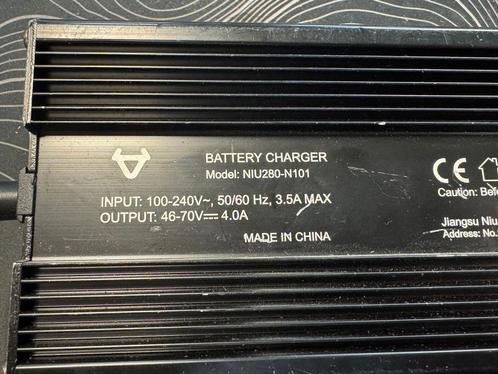 BATTERY CHARGER
Model: NIU280-N101
INPUT: 100-240V~, 50/60 Hz, 3.5A MAX
OUTPUT: 46-70V⎓4.0A
MADE IN CHINA
CE
Caution: Befo
Jiangsu Niu
Address: No.